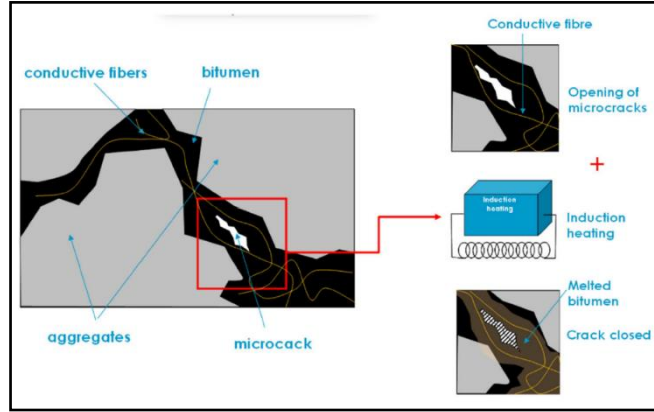 conductive fibers
bitumen
aggregates
microcack
Conductive fibre
Opening of
microcracks
+
Induction
heating
Induction
heating
Melted
bitumen
Crack closed